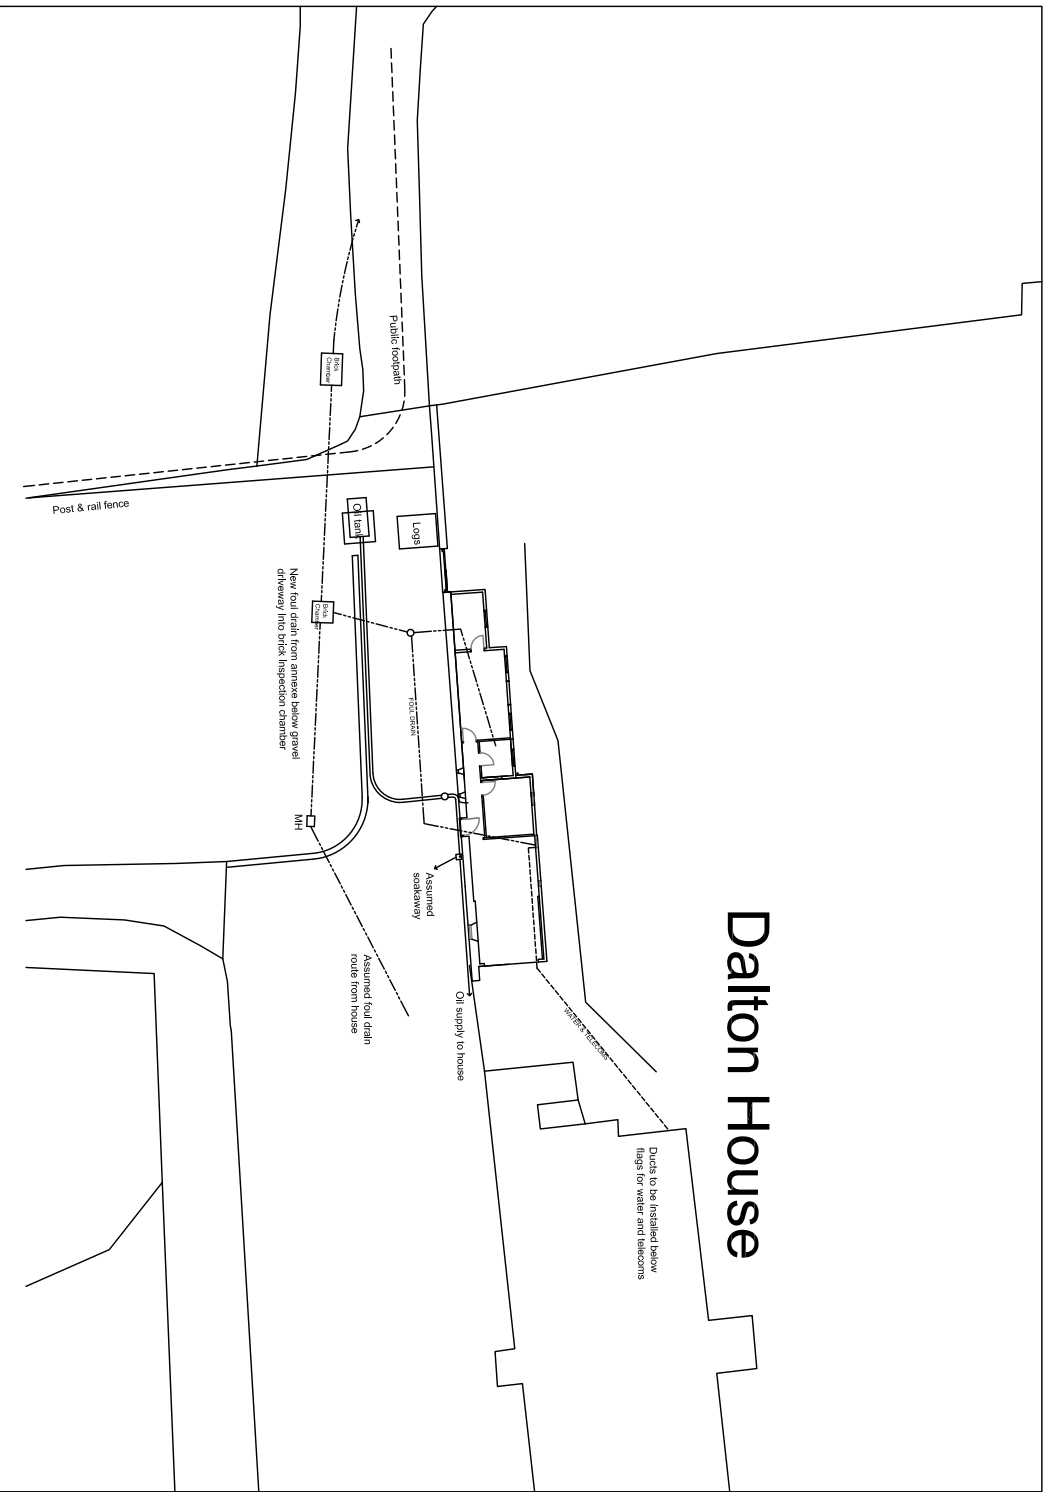 Dalton House
Public footpath
Brick
Chamber
Post & rail fence
Oil tank
Logs
New foul drain from annexe below gravel
driveway into brick inspection chamber
Brick
Chamber
FOUL DRAIN
MH
Assumed
soakaway
Assumed foul drain
route from house
Oil supply to house
WATER & TELECOMS
Ducts to be installed below
flags for water and telecoms